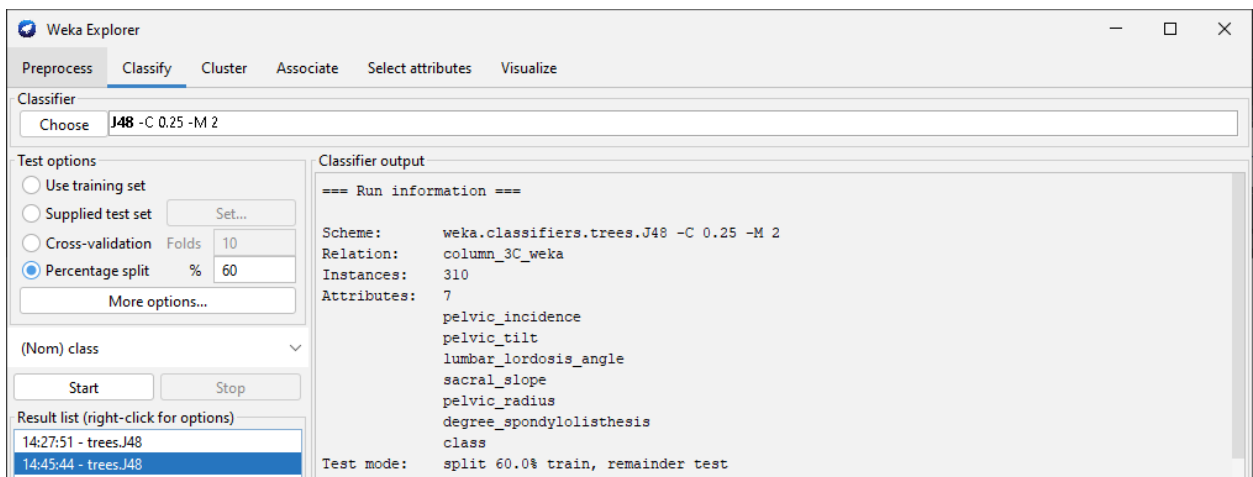 Weka Explorer
Preprocess Classify Cluster Associate Select attributes Visualize
Classifier
Choose J48 -C 0.25 -M 2
Test options
Use training set
Supplied test set Set...
Cross-validation Folds 10
Percentage split % 60
More options...
(Nom) class
Start Stop
Result list (right-click for options)
14:27:51 - trees.J48
14:45:44 - trees.J48
Classifier output
=== Run information ===
Scheme: weka.classifiers.trees.J48 -C 0.25 -M 2
Relation: column_3C_weka
Instances: 310
Attributes: 7
pelvic_incidence
pelvic_tilt
lumbar_lordosis_angle
sacral_slope
pelvic_radius
degree_spondylolisthesis
class
Test mode: split 60.0% train, remainder test